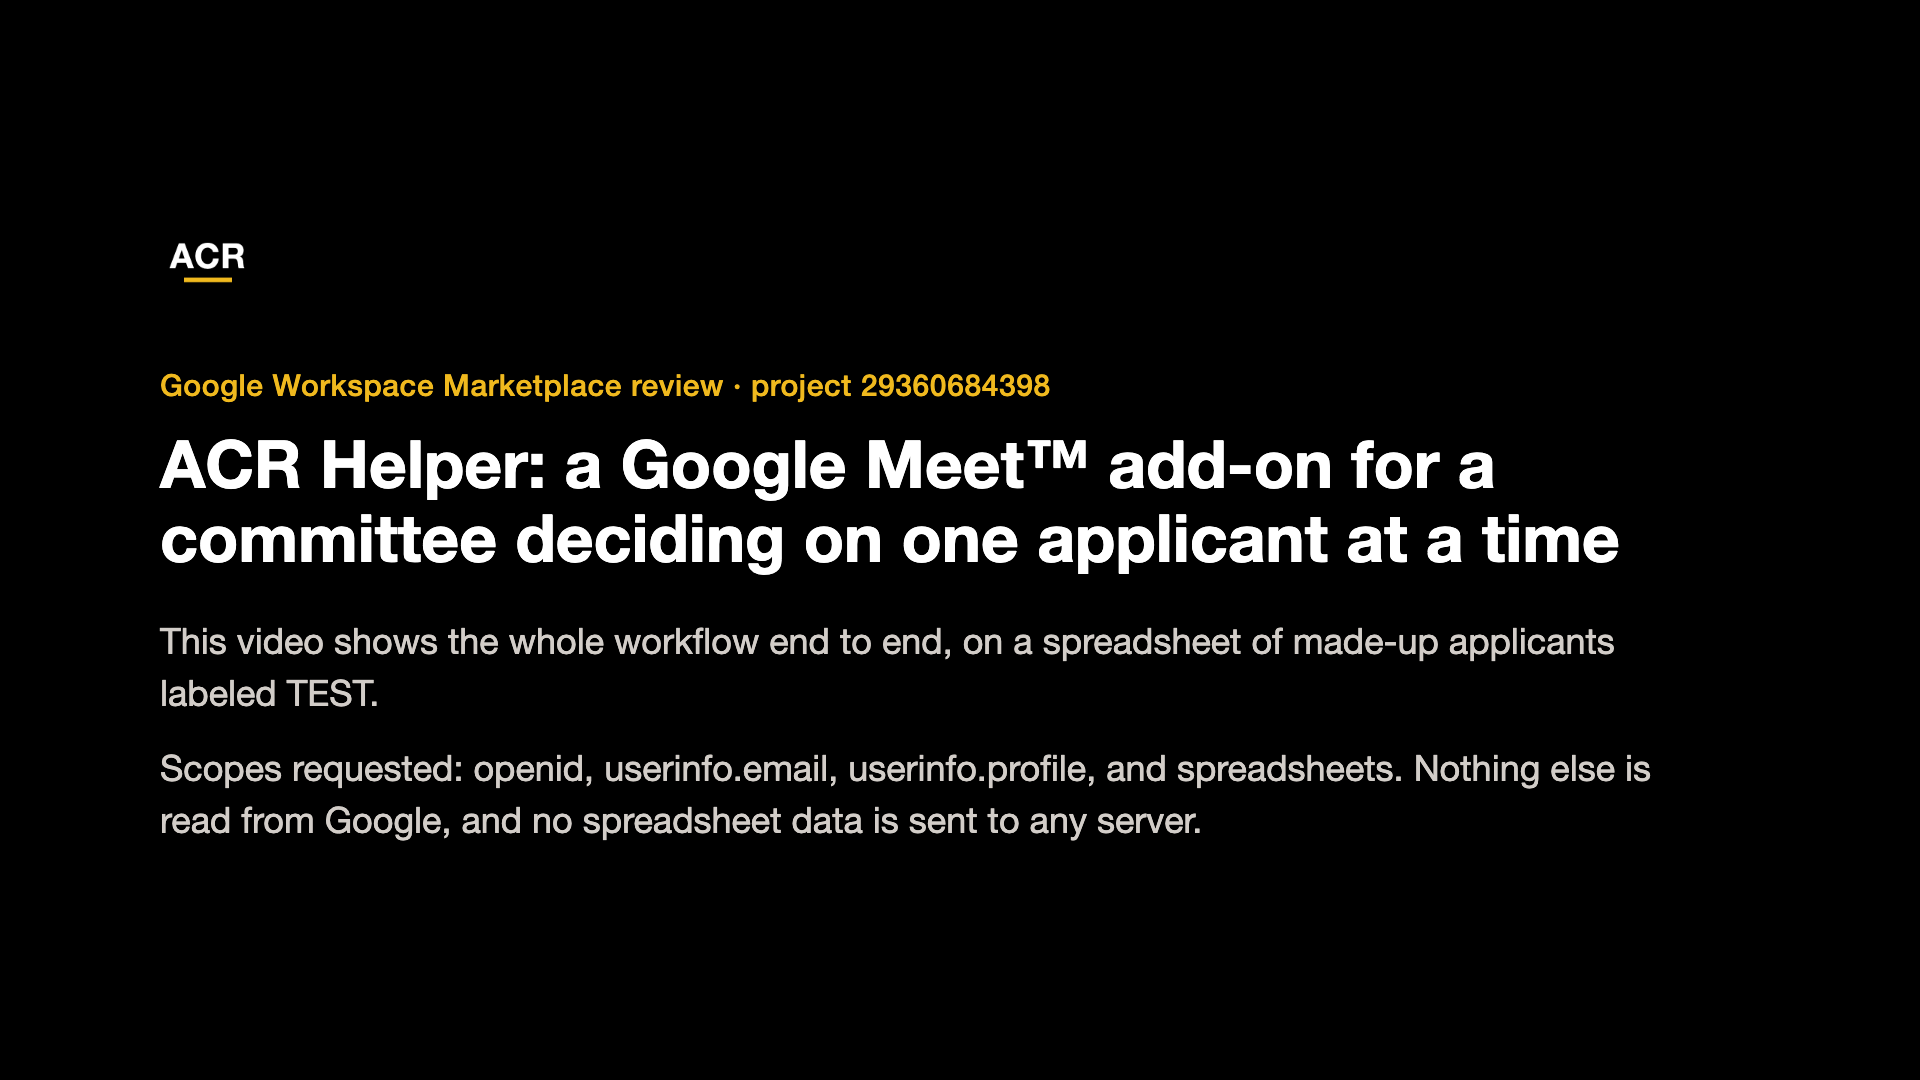 ACR
Google Workspace Marketplace review · project 29360684398
ACR Helper: a Google Meet™ add-on for a
committee deciding on one applicant at a time
This video shows the whole workflow end to end, on a spreadsheet of made-up applicants
labeled TEST.
Scopes requested: openid, userinfo.email, userinfo.profile, and spreadsheets. Nothing else is
read from Google, and no spreadsheet data is sent to any server.